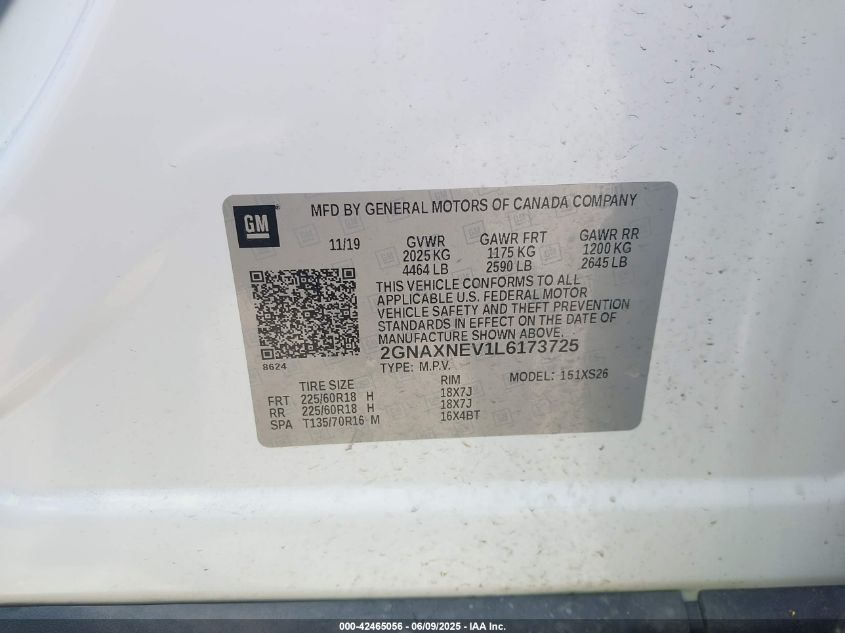 GM
MFD BY GENERAL MOTORS OF CANADA COMPANY
11/19 GVWR GAWR FRT GAWR RR
2025 KG 1175 KG 1200 KG
4464 LB 2590 LB 2645 LB
THIS VEHICLE CONFORMS TO ALL
APPLICABLE U.S. FEDERAL MOTOR
VEHICLE SAFETY AND THEFT PREVENTION
STANDARDS IN EFFECT ON THE DATE OF
MANUFACTURE SHOWN ABOVE.
2GNAXNEV1L6173725
8624
TYPE: M.P.V. MODEL: 151XS26
TIRE SIZE RIM
FRT 225/60R18 H 18X7J
RR 225/60R18 H 18X7J
SPA T135/70R16 M 16X4BT
000-42465056 - 06/09/2025 - IAA Inc.